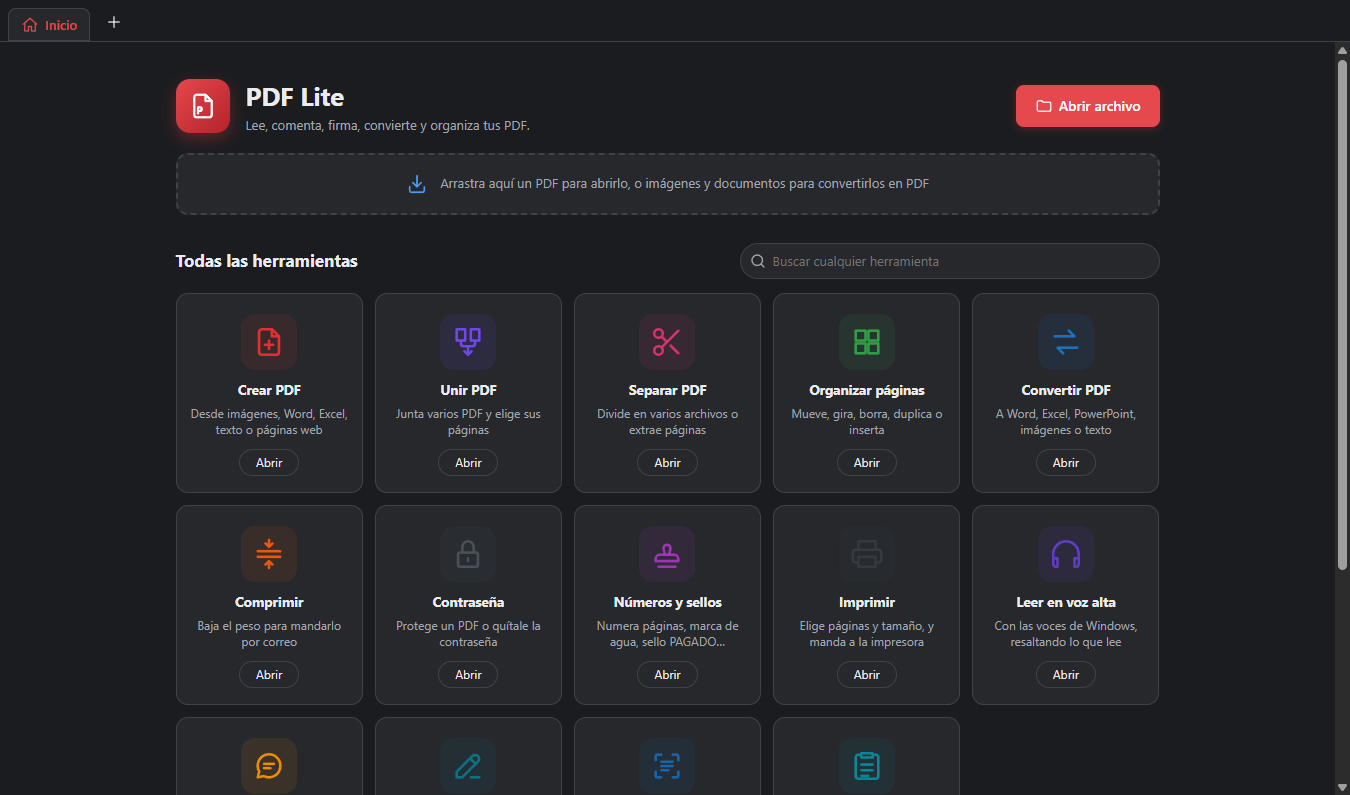 Inicio
PDF Lite
Lee, comenta, firma, convierte y organiza tus PDF.
Abrir archivo
Arrastra aquí un PDF para abrirlo, o imágenes y documentos para convertirlos en PDF
Todas las herramientas
Buscar cualquier herramienta
Crear PDF
Desde imágenes, Word, Excel,
texto o páginas web
Abrir
Unir PDF
Junta varios PDF y elige sus
páginas
Abrir
Separar PDF
Divide en varios archivos o
extrae páginas
Abrir
Organizar páginas
Mueve, gira, borra, duplica o
inserta
Abrir
Convertir PDF
A Word, Excel, PowerPoint,
imágenes o texto
Abrir
Comprimir
Baja el peso para mandarlo
por correo
Abrir
Contraseña
Protege un PDF o quítale la
contraseña
Abrir
Números y sellos
Numera páginas, marca de
agua, sello PAGADO...
Abrir
Imprimir
Elige páginas y tamaño, y
manda a la impresora
Abrir
Leer en voz alta
Con las voces de Windows,
resaltando lo que lee
Abrir